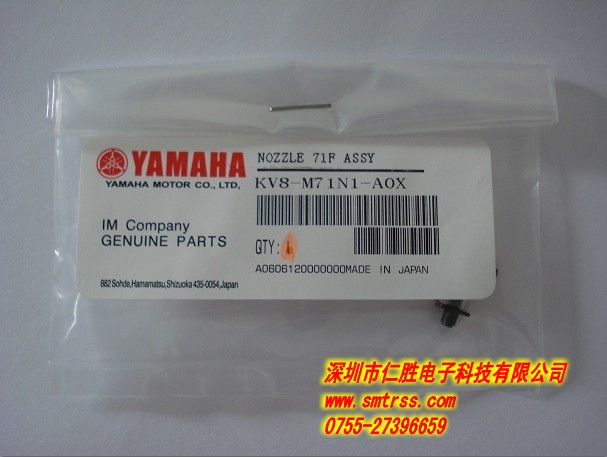 YAMAHA
YAMAHA MOTOR CO., LTD.
IM Company
GENUINE PARTS
882 Sohde,Hamamatsu,Shizuoka 435-0054,Japan
NOZZLE 71F ASSY
KV8-M71N1-A0X
QTY: 1
A0606120000000MADE IN JAPAN
深圳市仁胜电子科技有限公司
www.smtrss.com
0755-27396659